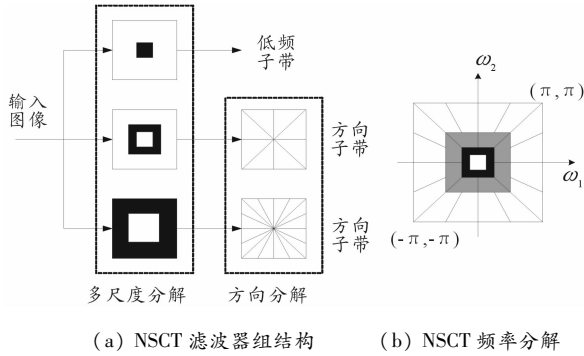 低频
子带
输入
图像
方向
子带
方向
子带
多尺度分解
方向分解
(a) NSCT 滤波器组结构
ω₂
(π,π)
ω₁
(-π,-π)
(b) NSCT 频率分解